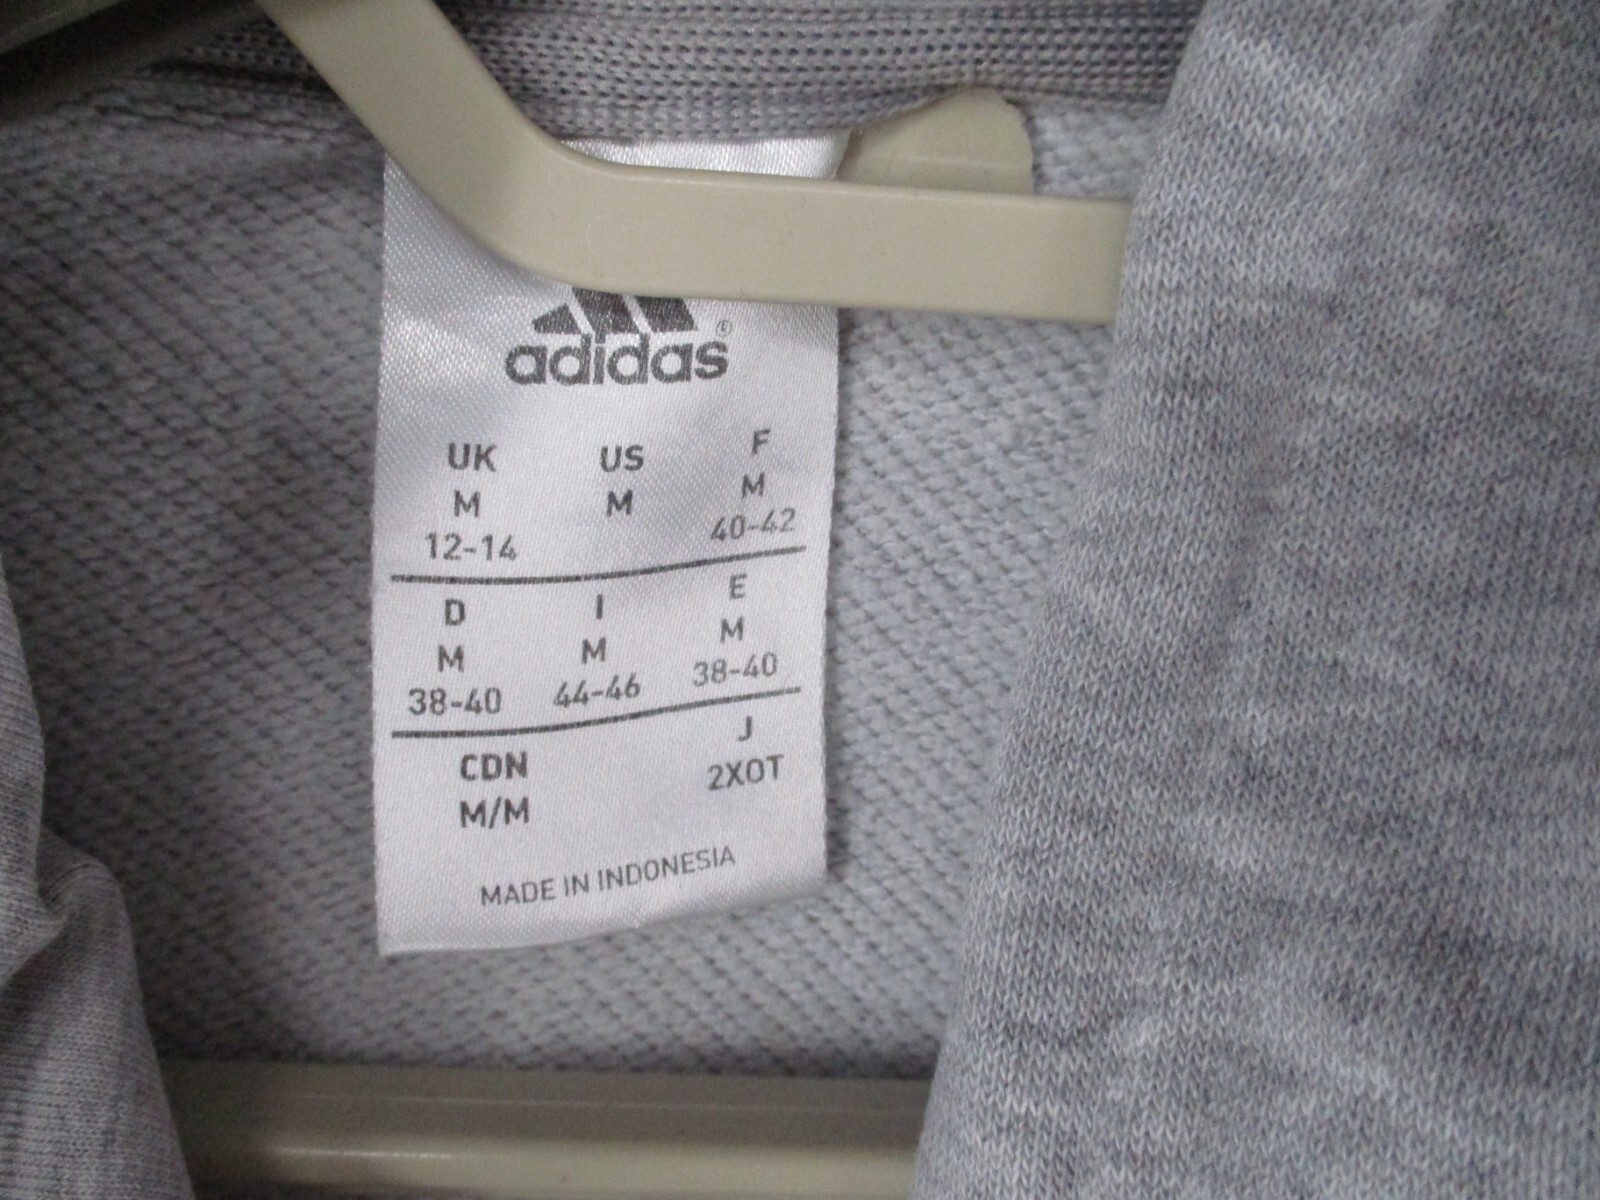 adidas
UK US F
M M M
12-14 40-42
D I E
M M M
38-40 44-46 38-40
CDN J
M/M 2XOT
MADE IN INDONESIA